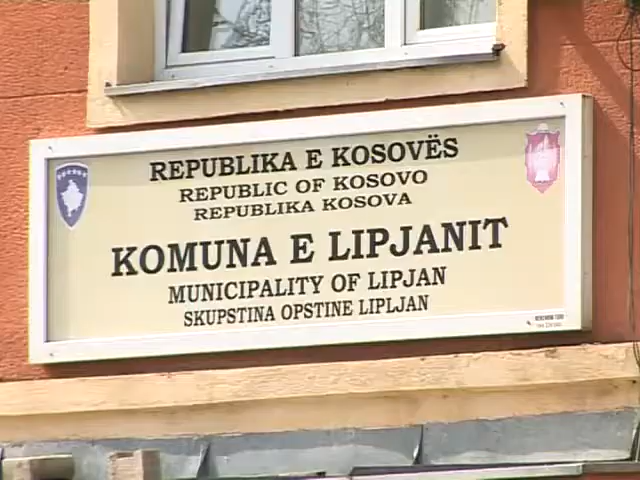 REPUBLIKA E KOSOVËS
REPUBLIC OF KOSOVO
REPUBLIKA KOSOVA
KOMUNA E LIPJANIT
MUNICIPALITY OF LIPJAN
SKUPSTINA OPSTINE LIPLJAN